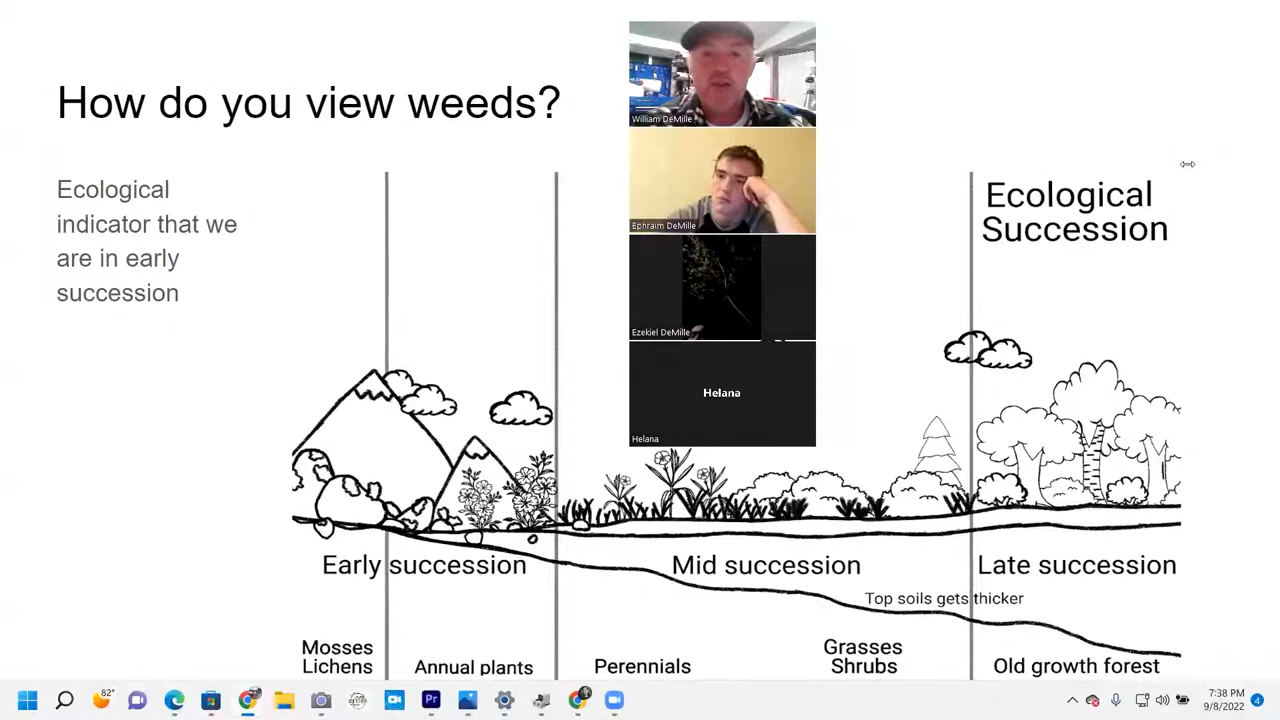 How do you view weeds?
Ecological
indicator that we
are in early
succession
William DeMille
Ephraim DeMille
Ezekiel DeMille
Helana
Helana
Ecological
Succession
Early succession
Mid succession
Late succession
Top soils gets thicker
Mosses
Lichens
Annual plants
Perennials
Grasses
Shrubs
Old growth forest
82°
Pr
7:38 PM
9/8/2022
4